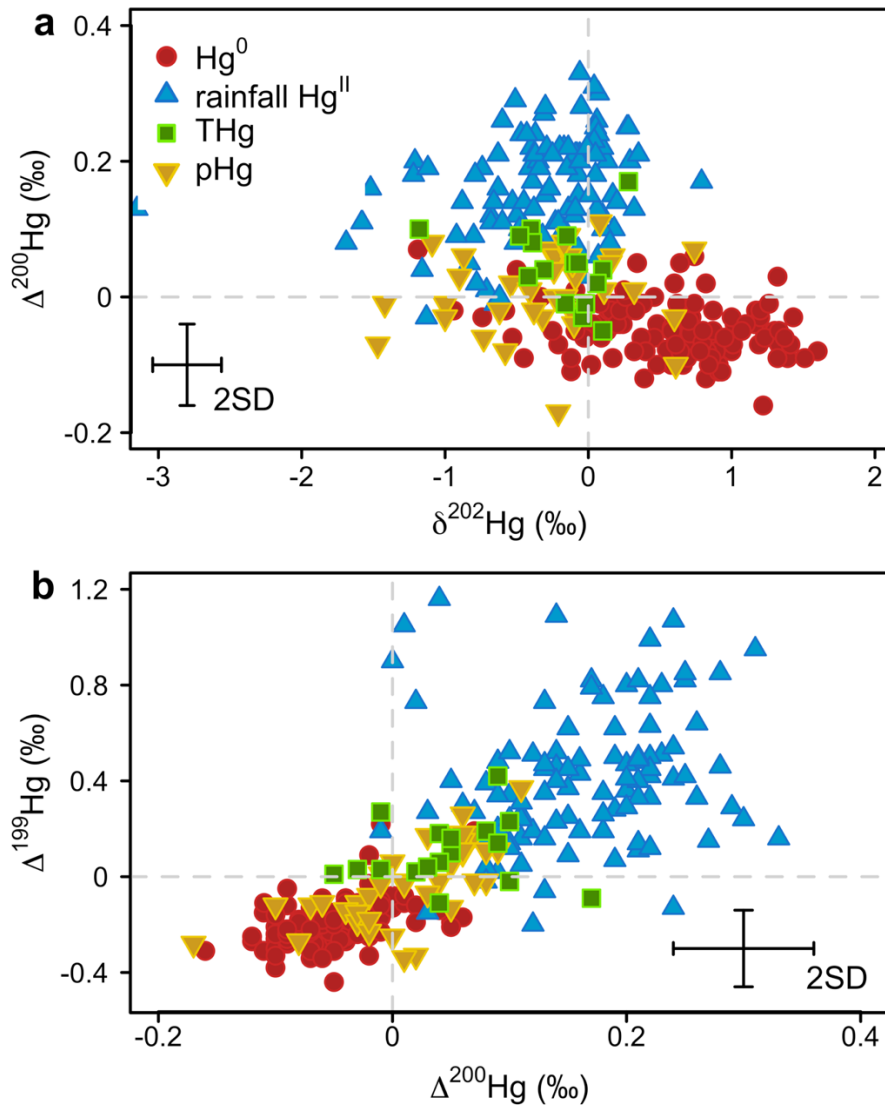 a
0.4
Hg⁰
rainfall Hgᴵᴵ
THg
pHg
0.2
Δ²⁰⁰Hg (‰)
0
2SD
-0.2
-3 -2 -1 0 1 2
δ²⁰²Hg (‰)
b
1.2
0.8
Δ¹⁹⁹Hg (‰)
0.4
0
-0.4
2SD
-0.2 0 0.2 0.4
Δ²⁰⁰Hg (‰)